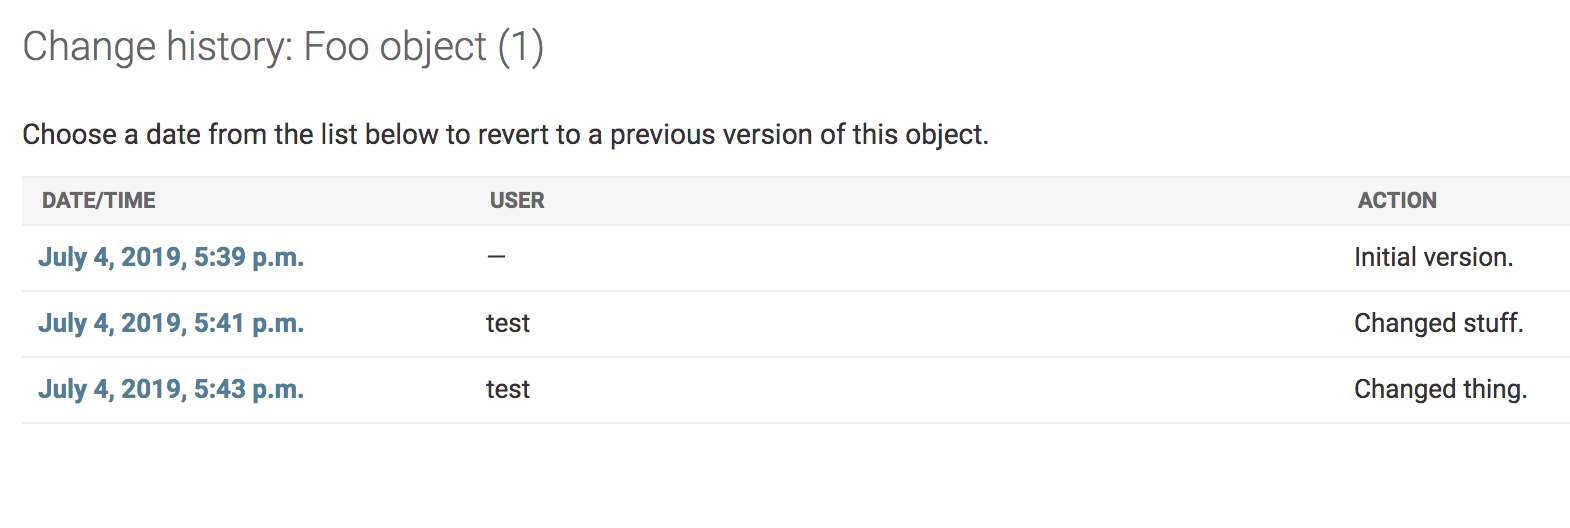 Change history: Foo object (1)
Choose a date from the list below to revert to a previous version of this object.
DATE/TIME USER ACTION
July 4, 2019, 5:39 p.m. — Initial version.
July 4, 2019, 5:41 p.m. test Changed stuff.
July 4, 2019, 5:43 p.m. test Changed thing.